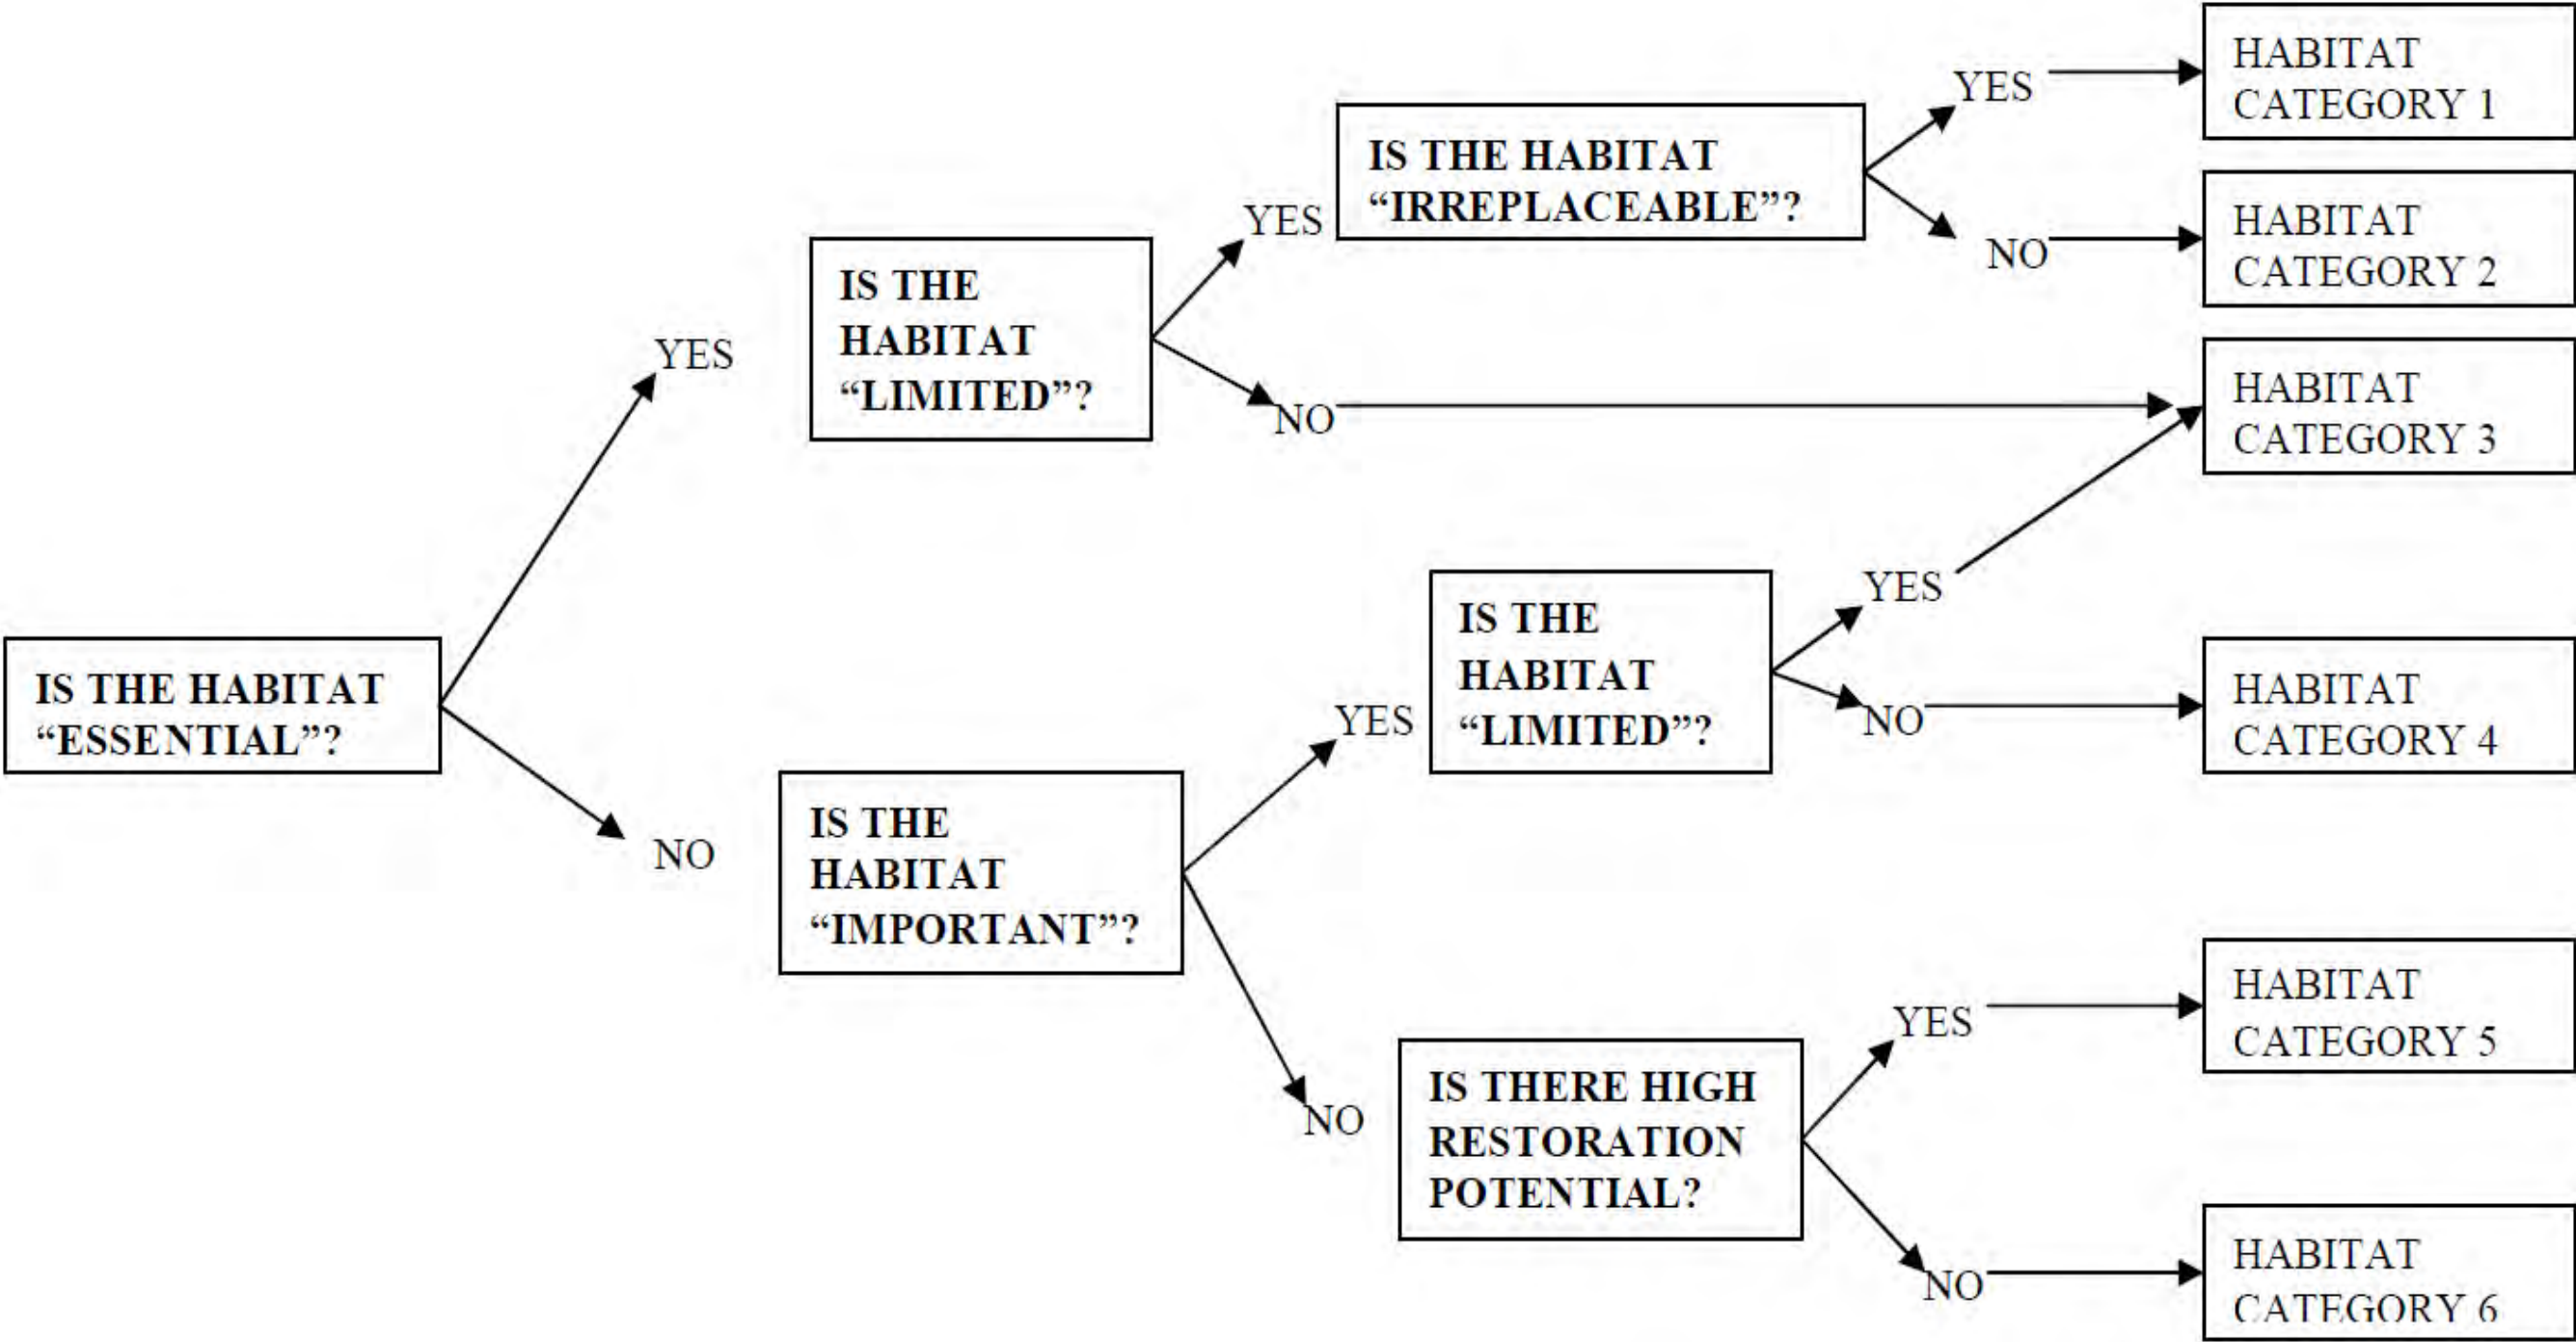 HABITAT
CATEGORY 1
YES
IS THE HABITAT
“IRREPLACEABLE”?
HABITAT
CATEGORY 2
NO
YES
IS THE
HABITAT
“LIMITED”?
YES
HABITAT
CATEGORY 3
NO
IS THE HABITAT
“ESSENTIAL”?
IS THE
HABITAT
“LIMITED”?
YES
HABITAT
CATEGORY 4
NO
YES
NO
IS THE
HABITAT
“IMPORTANT”?
HABITAT
CATEGORY 5
YES
NO
IS THERE HIGH
RESTORATION
POTENTIAL?
HABITAT
CATEGORY 6
NO